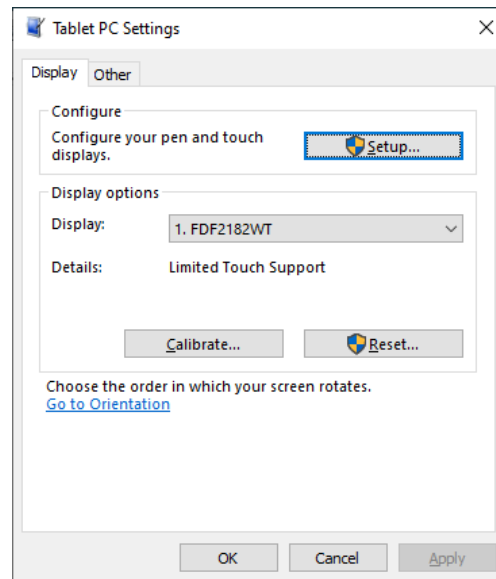 Tablet PC Settings
Display
Other
Configure
Configure your pen and touch
displays.
Setup...
Display options
Display:
1. FDF2182WT
Details:
Limited Touch Support
Calibrate...
Reset...
Choose the order in which your screen rotates.
Go to Orientation
OK
Cancel
Apply